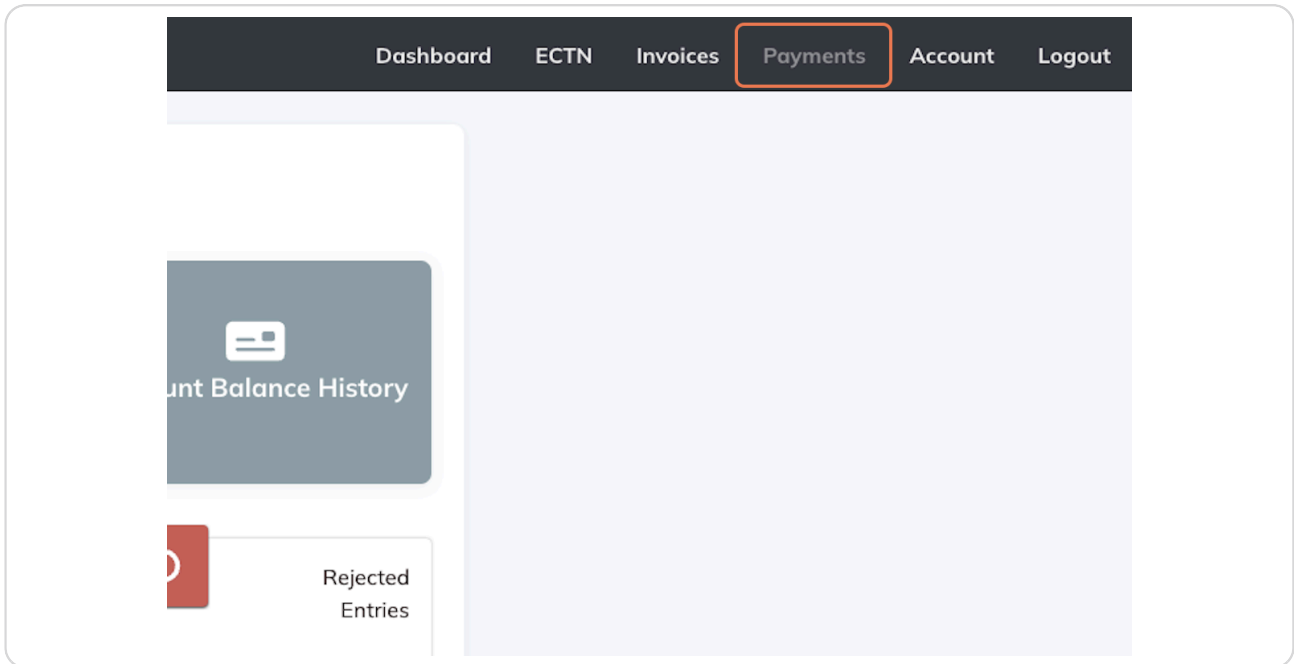 Dashboard ECTN Invoices Payments Account Logout
unt Balance History
Rejected
Entries